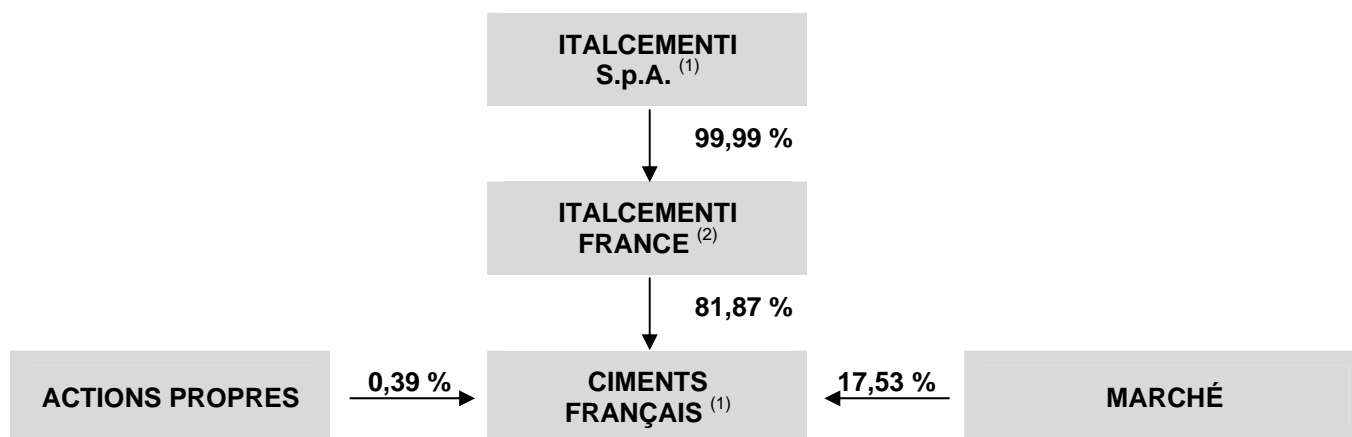 ITALCEMENTI
S.p.A. (1)
99,99 %
ITALCEMENTI
FRANCE (2)
81,87 %
ACTIONS PROPRES
0,39 %
CIMENTS
FRANÇAIS (1)
17,53 %
MARCHÉ